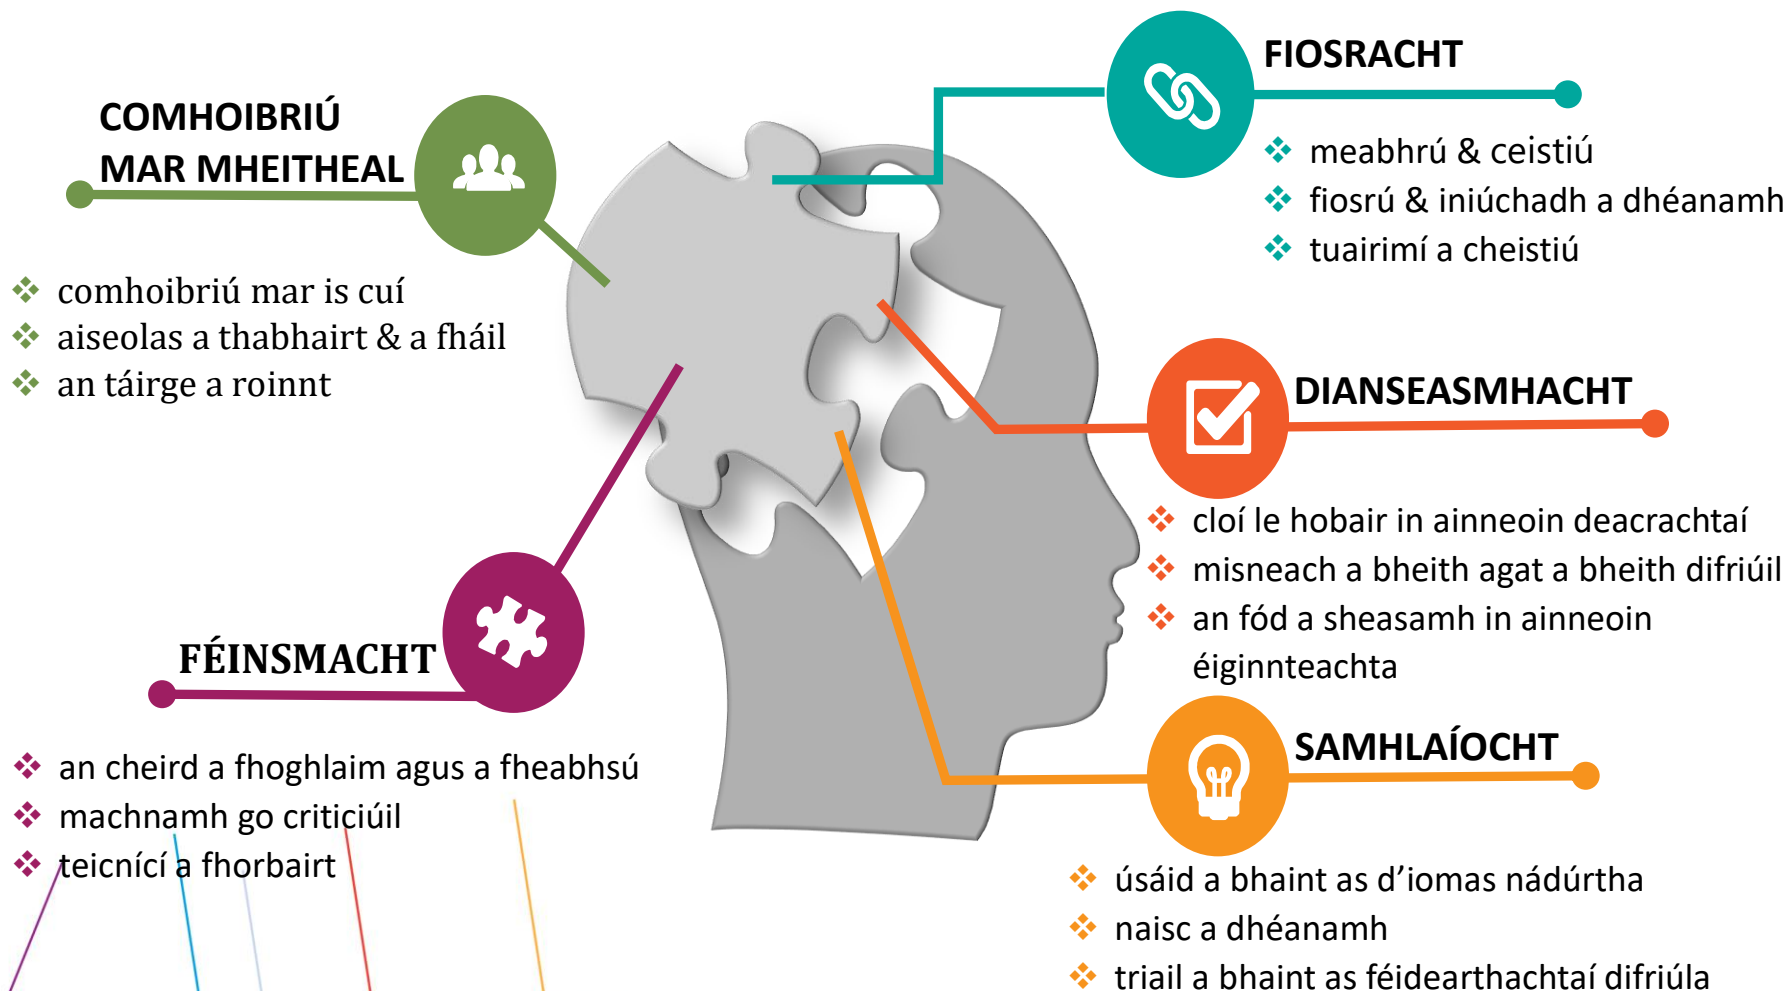 COMHOIBRIÚ
MAR MHEITHEAL
❖ comhoibriú mar is cuí
❖ aiseolas a thabhairt & a fháil
❖ an táirge a roinnt
FÉINSMACHT
❖ an cheird a fhoghlaim agus a fheabhsú
❖ machnamh go criticiúil
❖ teicnící a fhorbairt
FIOSRACHT
❖ meabhrú & ceistiú
❖ fiosrú & iniúchadh a dhéanamh
❖ tuairimí a cheistiú
DIANSEASMHACHT
❖ cloí le hobair in ainneoin deacrachtaí
❖ misneach a bheith agat a bheith difriúil
❖ an fód a sheasamh in ainneoin
éiginnteachta
SAMHLAÍOCHT
❖ úsáid a bhaint as d’iomas nádúrtha
❖ naisc a dhéanamh
❖ triail a bhaint as féidearthachtaí difriúla